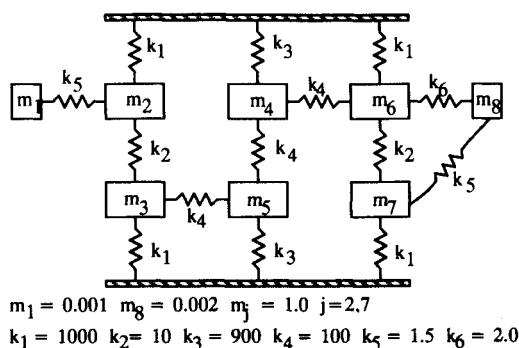 k₁ k₃ k₁
k₅ k₄ k₆
m₁ m₂ m₄ m₆ m₈
k₂ k₄ k₂
k₅
m₃ m₅ m₇
k₄
k₁ k₃ k₁
m₁ = 0.001 m₈ = 0.002 mⱼ = 1.0 j=2,7
k₁ = 1000 k₂= 10 k₃ = 900 k₄ = 100 k₅ = 1.5 k₆ = 2.0